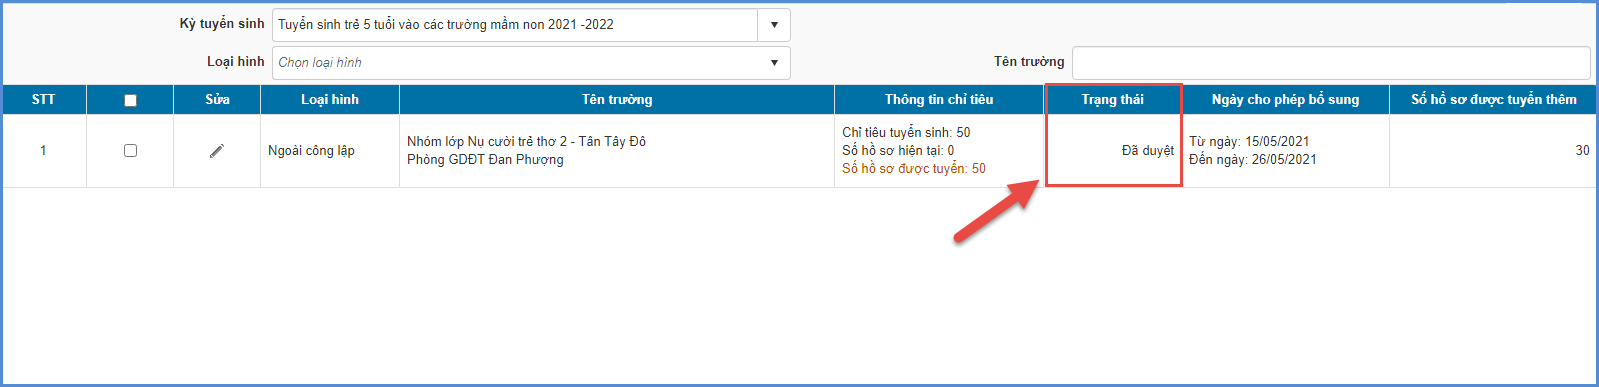 Kỳ tuyển sinh
Tuyển sinh trẻ 5 tuổi vào các trường mầm non 2021 -2022
Loại hình
Chọn loại hình
Tên trường
STT Sửa Loại hình Tên trường Thông tin chỉ tiêu Trạng thái Ngày cho phép bổ sung Số hồ sơ được tuyển thêm
1
Ngoài công lập
Nhóm lớp Nụ cười trẻ thơ 2 - Tân Tây Đô
Phòng GDĐT Đan Phượng
Chỉ tiêu tuyển sinh: 50
Số hồ sơ hiện tại: 0
Số hồ sơ được tuyển: 50
Đã duyệt
Từ ngày: 15/05/2021
Đến ngày: 26/05/2021
30